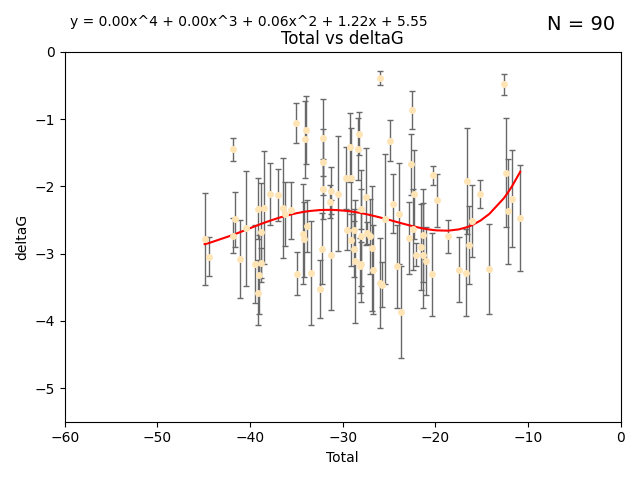 y = 0.00x^4 + 0.00x^3 + 0.06x^2 + 1.22x + 5.55
N = 90
Total vs deltaG
0
−1
−2
−3
−4
−5
deltaG
−60
−50
−40
−30
−20
−10
0
Total